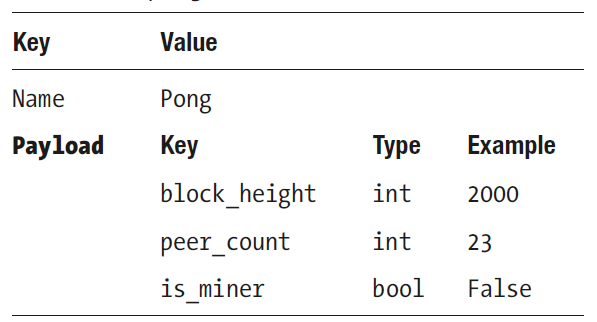 Key Value
Name Pong
Payload Key Type Example
block_height int 2000
peer_count int 23
is_miner bool False